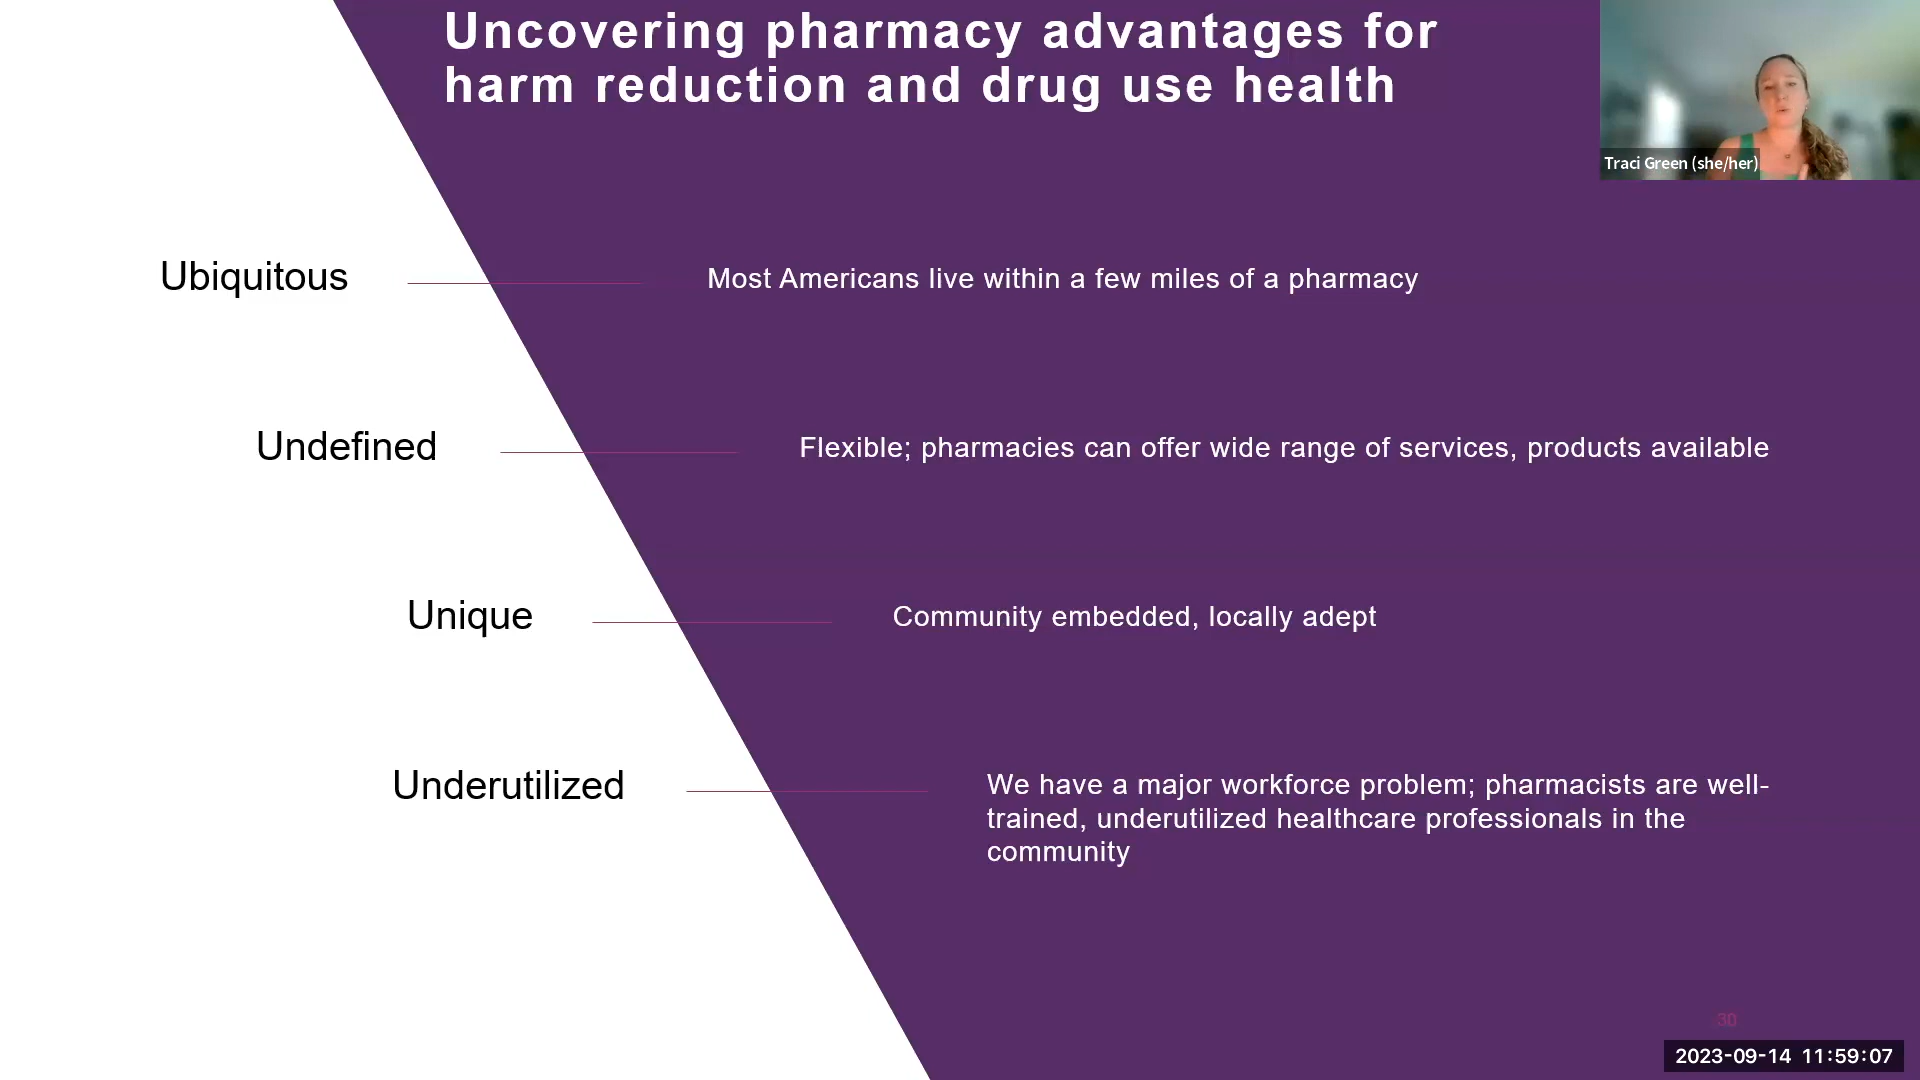 Uncovering pharmacy advantages for
harm reduction and drug use health
Traci Green (she/her)
Ubiquitous
Most Americans live within a few miles of a pharmacy
Undefined
Flexible; pharmacies can offer wide range of services, products available
Unique
Community embedded, locally adept
Underutilized
We have a major workforce problem; pharmacists are well-
trained, underutilized healthcare professionals in the
community
30
2023-09-14 11:59:07